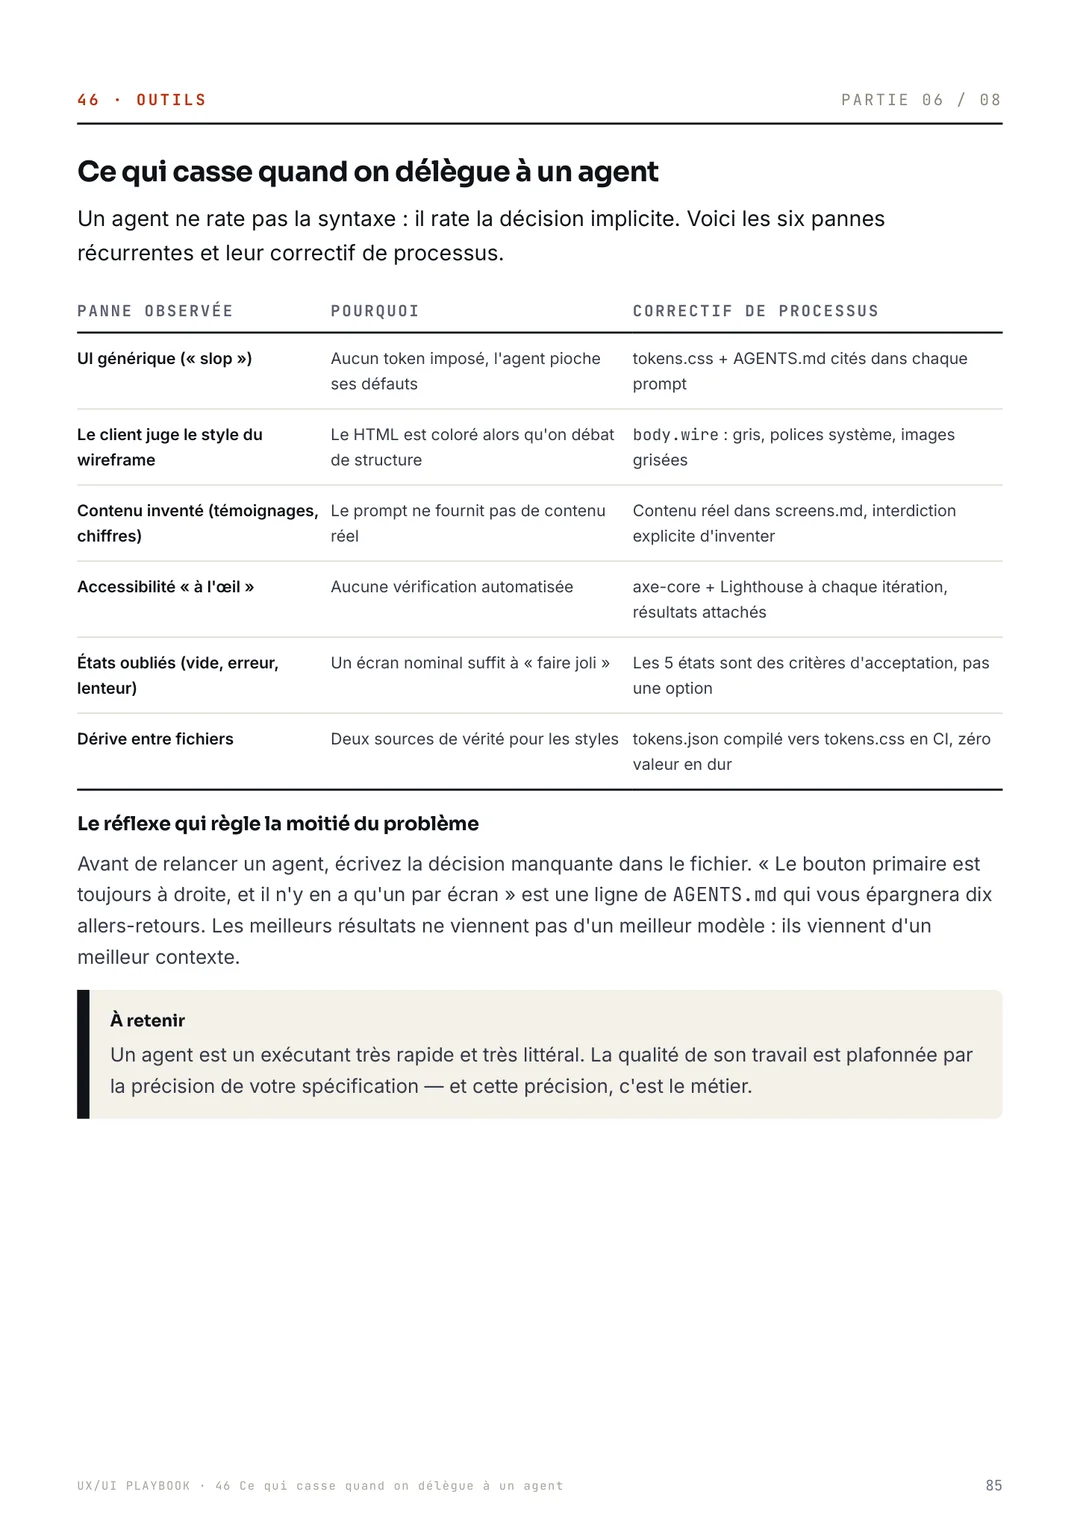 46 · OUTILS
PARTIE 06 / 08
Ce qui casse quand on délègue à un agent
Un agent ne rate pas la syntaxe : il rate la décision implicite. Voici les six pannes
récurrentes et leur correctif de processus.
PANNE OBSERVÉE
POURQUOI
CORRECTIF DE PROCESSUS
UI générique (« slop »)
Aucun token imposé, l'agent pioche
ses défauts
tokens.css + AGENTS.md cités dans chaque
prompt
Le client juge le style du
wireframe
Le HTML est coloré alors qu'on débat
de structure
body.wire : gris, polices système, images
grisées
Contenu inventé (témoignages,
chiffres)
Le prompt ne fournit pas de contenu
réel
Contenu réel dans screens.md, interdiction
explicite d'inventer
Accessibilité « à l'œil »
Aucune vérification automatisée
axe-core + Lighthouse à chaque itération,
résultats attachés
États oubliés (vide, erreur,
lenteur)
Un écran nominal suffit à « faire joli »
Les 5 états sont des critères d'acceptation, pas
une option
Dérive entre fichiers
Deux sources de vérité pour les styles
tokens.json compilé vers tokens.css en CI, zéro
valeur en dur
Le réflexe qui règle la moitié du problème
Avant de relancer un agent, écrivez la décision manquante dans le fichier. « Le bouton primaire est
toujours à droite, et il n'y en a qu'un par écran » est une ligne de AGENTS.md qui vous épargnera dix
allers-retours. Les meilleurs résultats ne viennent pas d'un meilleur modèle : ils viennent d'un
meilleur contexte.
À retenir
Un agent est un exécutant très rapide et très littéral. La qualité de son travail est plafonnée par
la précision de votre spécification — et cette précision, c'est le métier.
UX/UI PLAYBOOK · 46 Ce qui casse quand on délègue à un agent
85